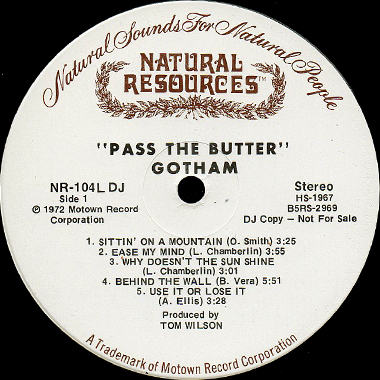 Natural Sounds For Natural People
NATURAL
RESOURCES™
"PASS THE BUTTER"
GOTHAM
NR-104L DJ
Side 1
℗ 1972 Motown Record
Corporation
Stereo
HS-1967
B5RS-2969
DJ Copy — Not For Sale
1. SITTIN' ON A MOUNTAIN (O. Smith) 3:25
2. EASE MY MIND (L. Chamberlin) 3:55
3. WHY DOESN'T THE SUN SHINE
(L. Chamberlin) 3:01
4. BEHIND THE WALL (B. Vera) 5:51
5. USE IT OR LOSE IT
(A. Ellis) 3:28
Produced by
TOM WILSON
A Trademark of Motown Record Corporation